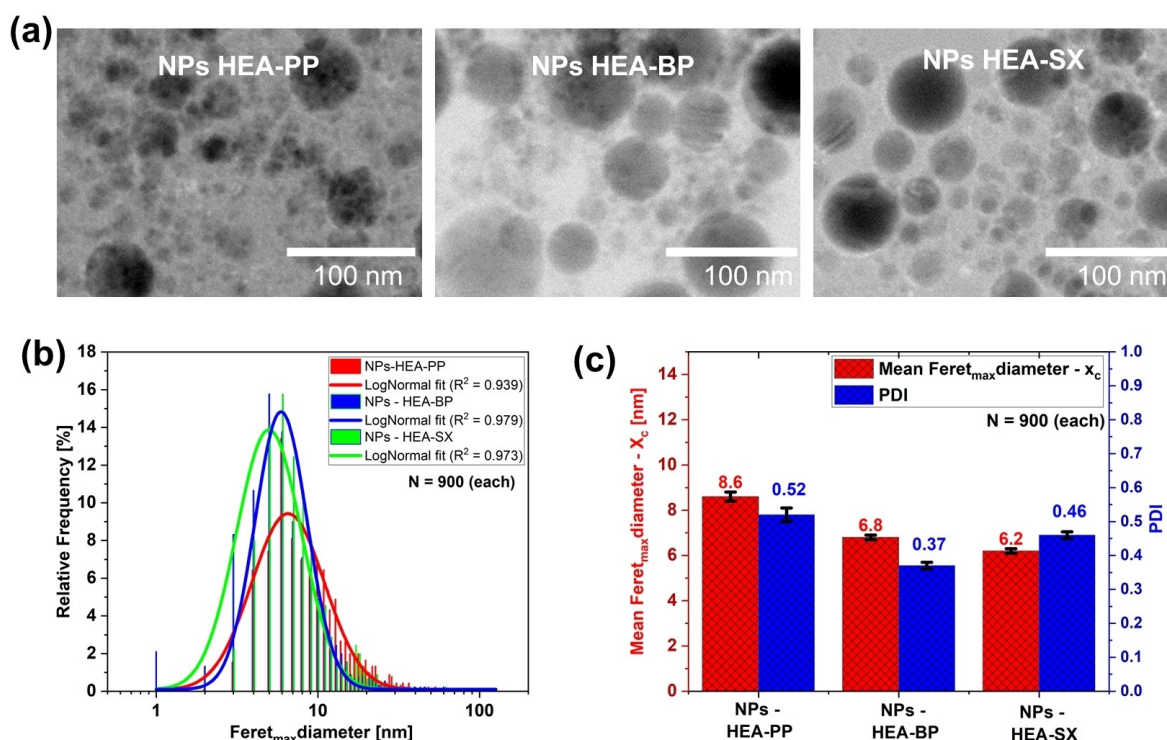 (a)
NPs HEA-PP
NPs HEA-BP
NPs HEA-SX
100 nm
100 nm
100 nm
(b)
18
16
14
12
10
8
6
4
2
0
Relative Frequency [%]
NPs-HEA-PP
LogNormal fit (R² = 0.939)
NPs - HEA-BP
LogNormal fit (R² = 0.979)
NPs - HEA-SX
LogNormal fit (R² = 0.973)
N = 900 (each)
1
10
100
Feretmaxdiameter [nm]
(c)
14
12
10
8
6
4
2
0
Mean Feretmaxdiameter - Xc [nm]
Mean Feretmaxdiameter - xc
PDI
N = 900 (each)
8.6
0.52
6.8
0.37
6.2
0.46
1.0
0.9
0.8
0.7
0.6
0.5
0.4
0.3
0.2
0.1
0.0
PDI
NPs -
HEA-PP
NPs -
HEA-BP
NPs -
HEA-SX